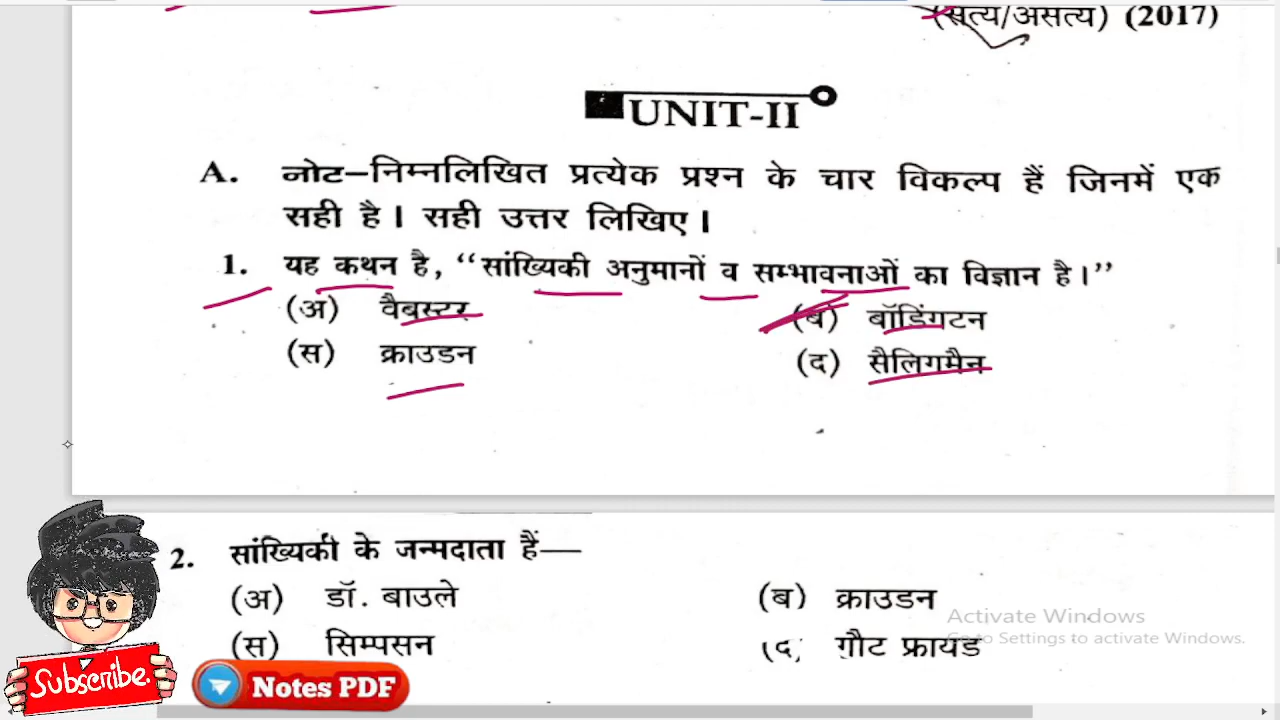 (सत्य/असत्य) (2017)
UNIT-II
A. नोट–निम्नलिखित प्रत्येक प्रश्न के चार विकल्प हैं जिनमें एक
सही है। सही उत्तर लिखिए।
1. यह कथन है, “सांख्यिकी अनुमानों व सम्भावनाओं का विज्ञान है।”
(अ) वैबस्टर (ब) बॉडिंगटन
(स) क्राउडन (द) सैलिगमैन
2. सांख्यिकी के जन्मदाता हैं—
(अ) डॉ. बाउले (ब) क्राउडन
(स) सिम्पसन (द) गौट फ्रायड
Activate Windows
Go to Settings to activate Windows.
Subscribe.
Notes PDF